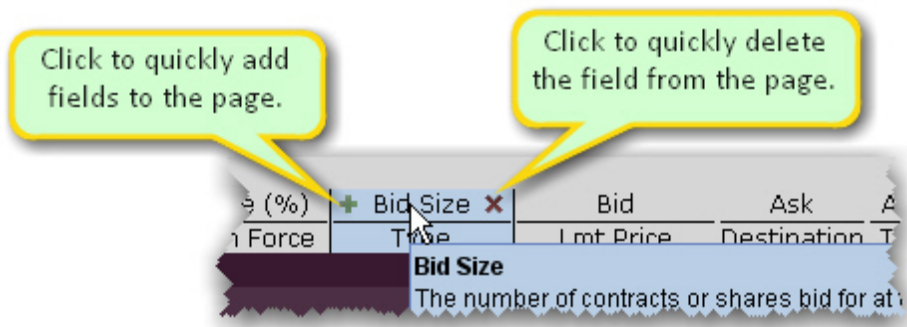 Click to quickly add
fields to the page.
Click to quickly delete
the field from the page.
(%) Bid Size Bid Ask
Force Lmt Price Destination
Bid Size
The number of contracts or shares bid for at